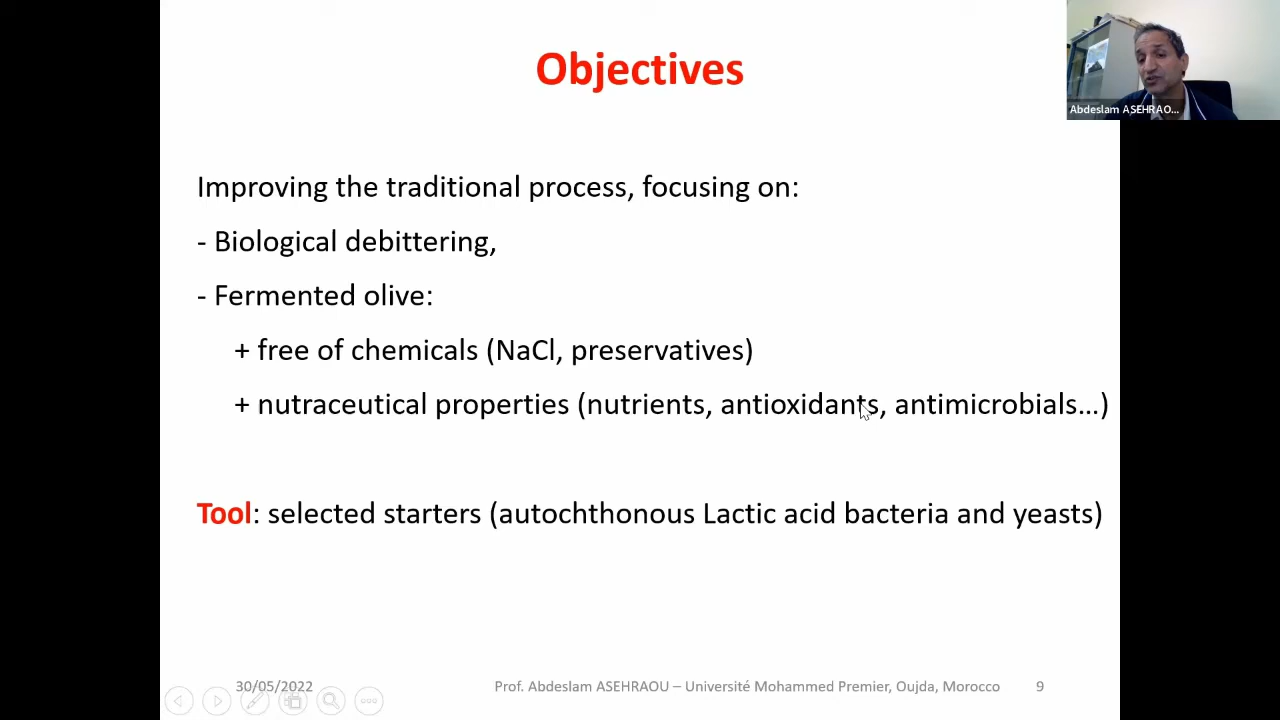 Objectives
Abdeslam ASEHRAO...
Improving the traditional process, focusing on:
- Biological debittering,
- Fermented olive:
+ free of chemicals (NaCl, preservatives)
+ nutraceutical properties (nutrients, antioxidants, antimicrobials...)
Tool: selected starters (autochthonous Lactic acid bacteria and yeasts)
30/05/2022 Prof. Abdeslam ASEHRAOU – Université Mohammed Premier, Oujda, Morocco 9